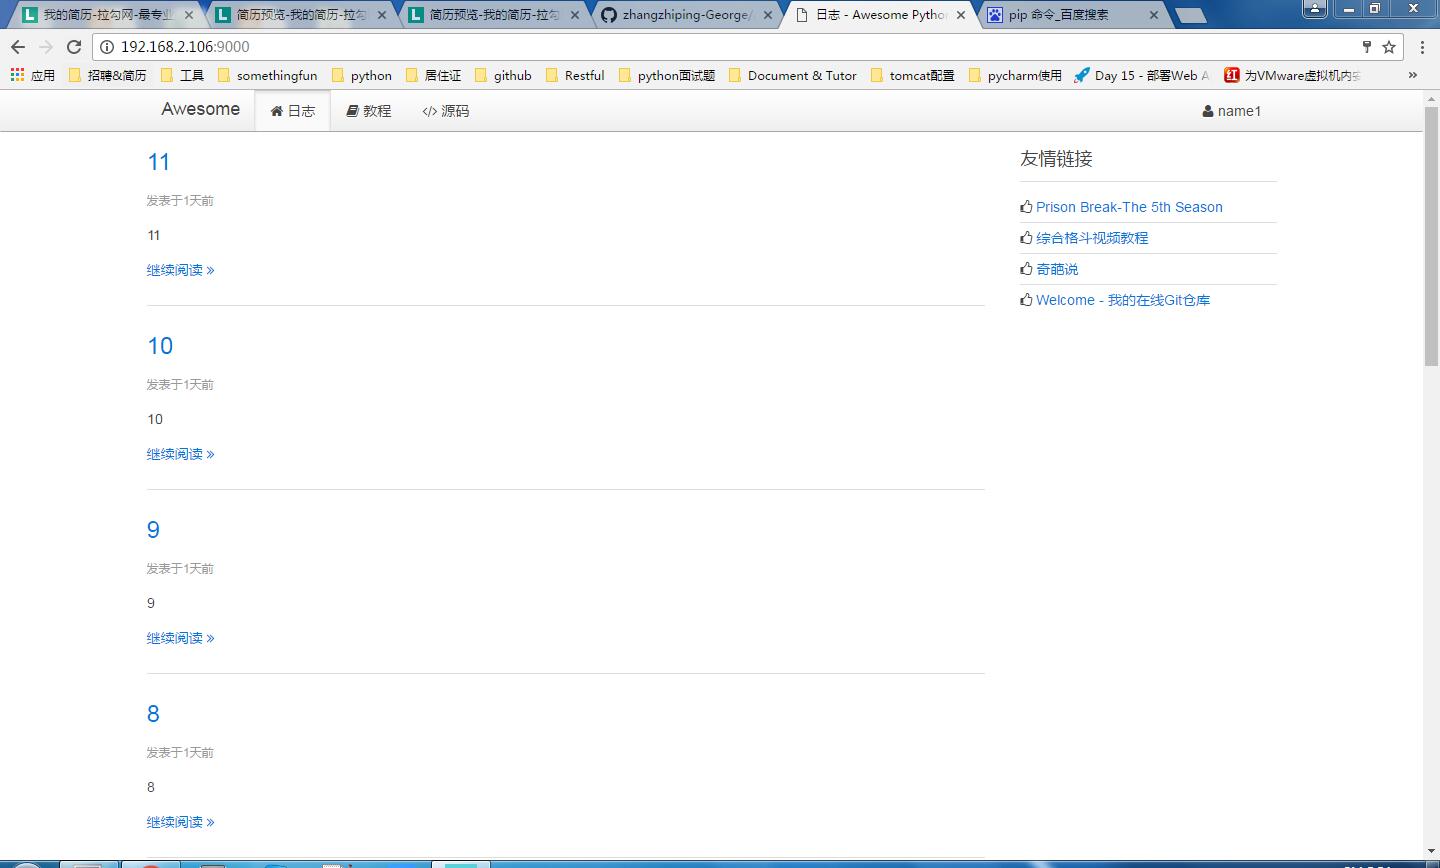 我的简历-拉勾网-最专业
简历预览-我的简历-拉勾
简历预览-我的简历-拉勾
zhangzhiping-George/
日志 - Awesome Python
pip 命令_百度搜索
192.168.2.106:9000
应用
招聘&简历
工具
somethingfun
python
居住证
github
Restful
python面试题
Document & Tutor
tomcat配置
pycharm使用
Day 15 - 部署Web A
为VMware虚拟机内安
»
Awesome
日志
教程
源码
name1
11
发表于1天前
11
继续阅读 »
10
发表于1天前
10
继续阅读 »
9
发表于1天前
9
继续阅读 »
8
发表于1天前
8
继续阅读 »
友情链接
Prison Break-The 5th Season
综合格斗视频教程
奇葩说
Welcome - 我的在线Git仓库